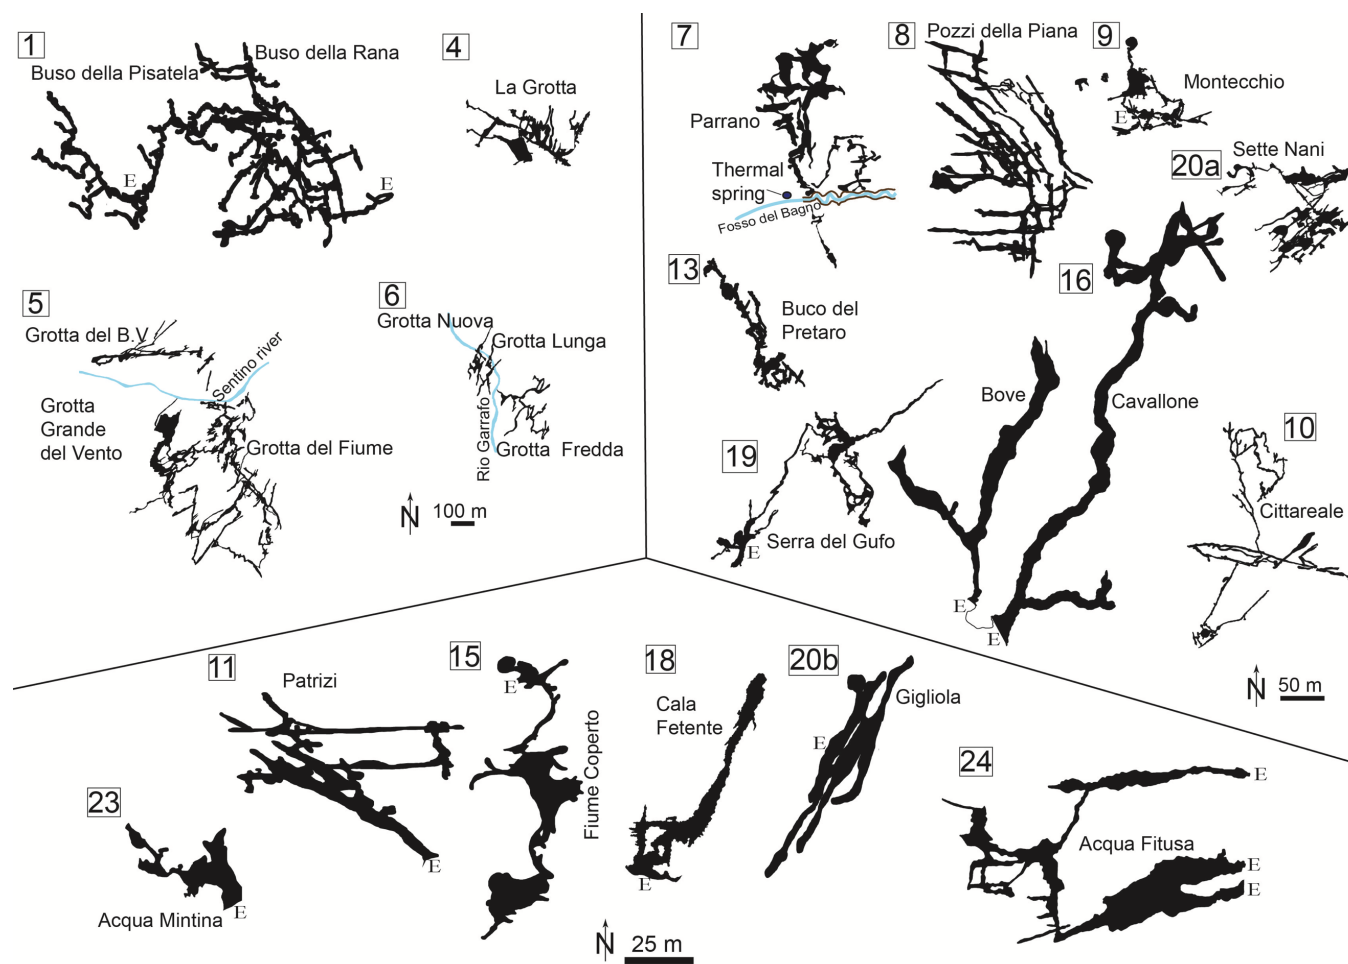 1
Buso della Rana
Buso della Pisatela
E
E
4
La Grotta
5
Grotta del B.V
Sentino river
Grotta
Grande
del Vento
Grotta del Fiume
6
Grotta Nuova
Grotta Lunga
Rio Garrafo
Grotta Fredda
N
100 m
7
Parrano
Thermal
spring
Fosso del Bagno
8
Pozzi della Piana
9
Montecchio
E
20a
Sette Nani
13
Buco del
Pretaro
16
Bove
Cavallone
E
E
10
Cittareale
19
Serra del Gufo
E
N
50 m
11
Patrizi
E
15
E
Fiume Coperto
18
Cala
Fetente
E
20b
Gigliola
E
23
Acqua Mintina
E
24
Acqua Fitusa
E
E
E
N
25 m